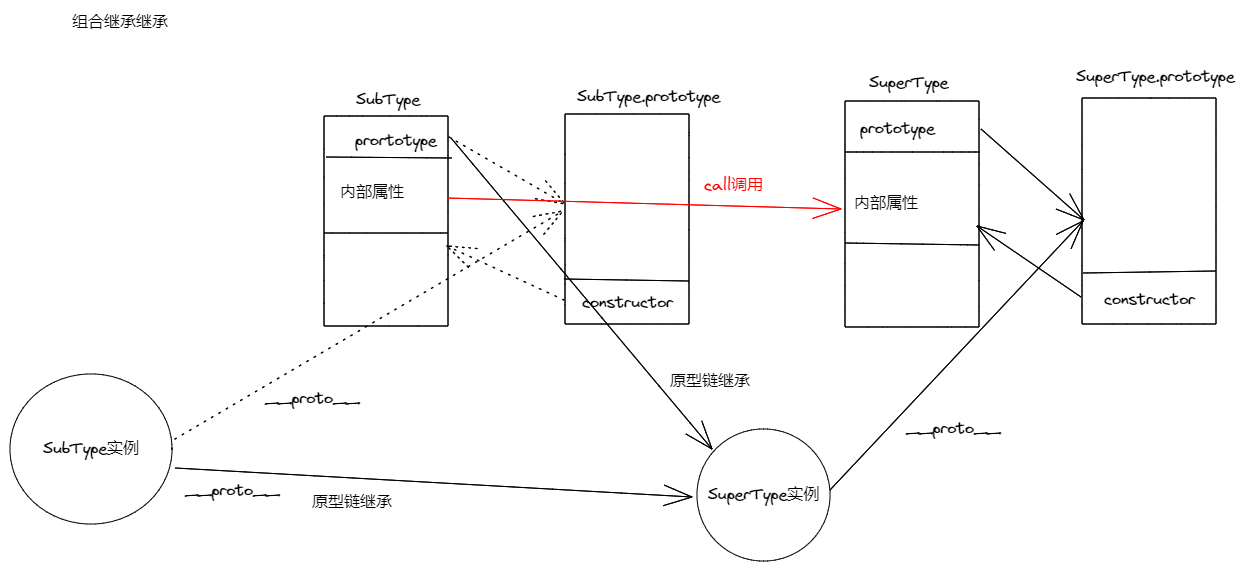 组合继承继承
SubType
SubType.prototype
SuperType
SuperType.prototype
prortotype
prototype
内部属性
call调用
内部属性
constructor
constructor
原型链继承
__proto__
__proto__
SubType实例
__proto__
原型链继承
SuperType实例